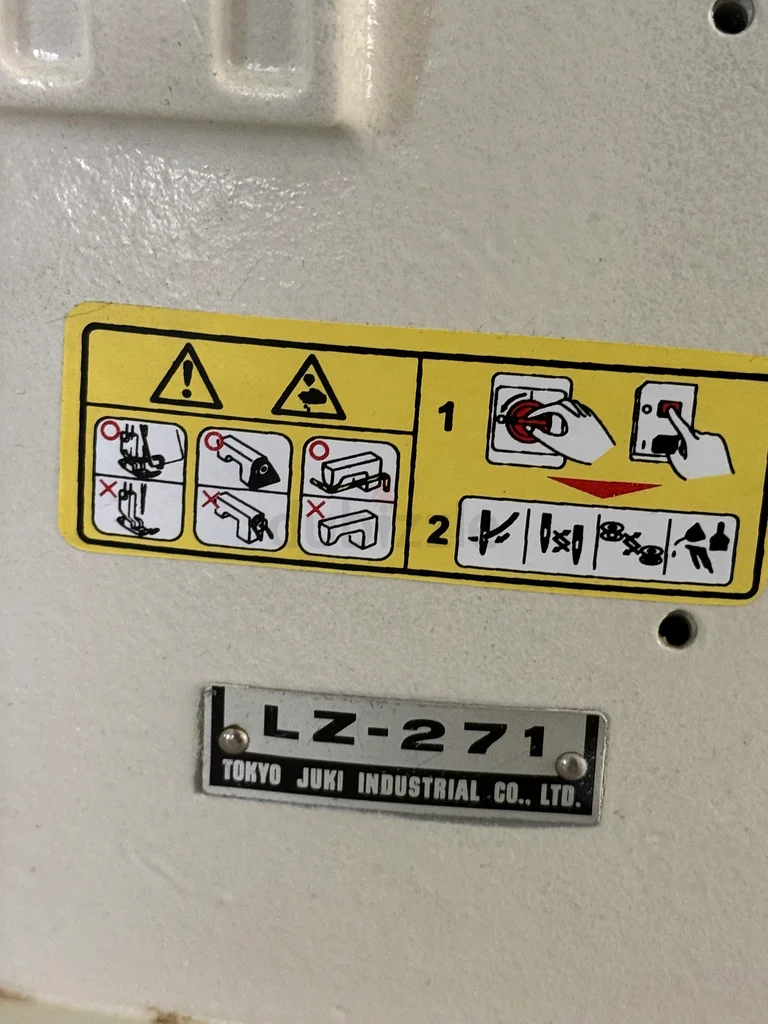 1
2
LZ-271
TOKYO JUKI INDUSTRIAL CO., LTD.